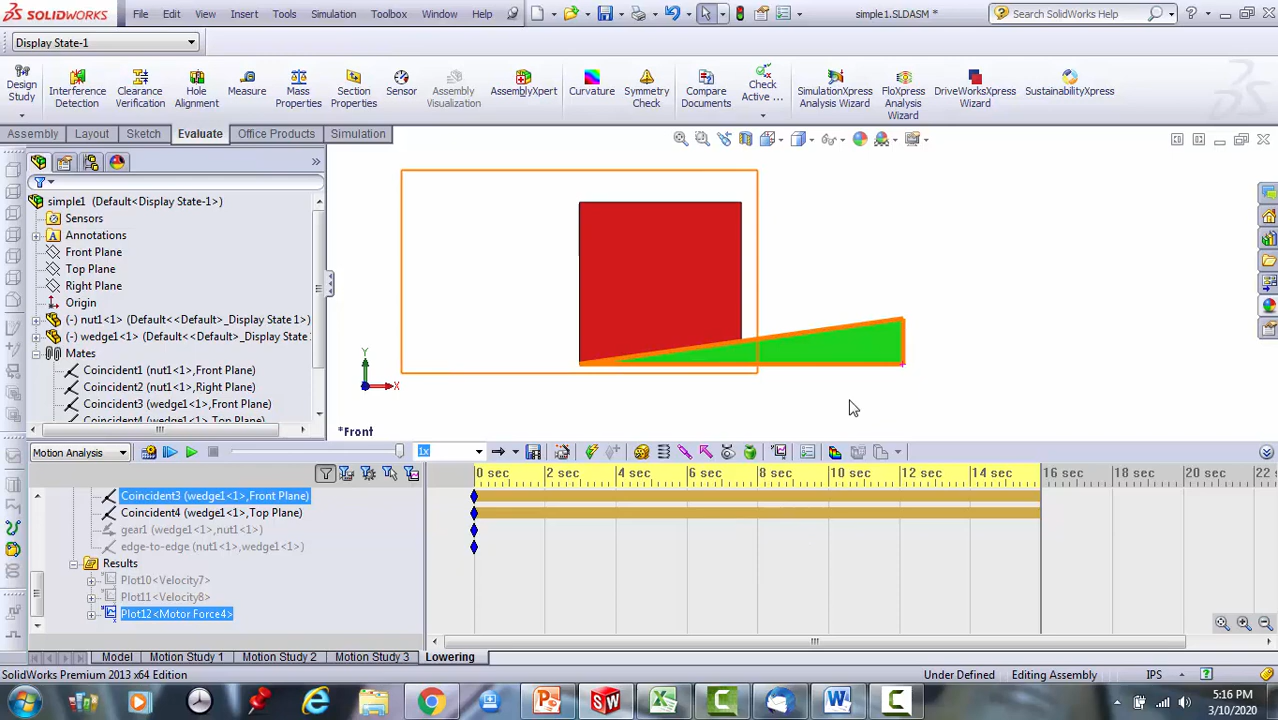 SOLIDWORKS File Edit View Insert Tools Simulation Toolbox Window Help simple1.SLDASM * Search SolidWorks Help
Display State-1
Design Study
Interference Detection
Clearance Verification
Hole Alignment
Measure
Mass Properties
Section Properties
Sensor
Assembly Visualization
AssemblyXpert
Curvature
Symmetry Check
Compare Documents
Check Active ...
SimulationXpress Analysis Wizard
FloXpress Analysis Wizard
DriveWorksXpress Wizard
SustainabilityXpress
Assembly Layout Sketch Evaluate Office Products Simulation
simple1 (Default<Display State-1>)
Sensors
Annotations
Front Plane
Top Plane
Right Plane
Origin
(-) nut1<1> (Default<<Default>_Display State 1>)
(-) wedge1<1> (Default<<Default>_Display State
Mates
Coincident1 (nut1<1>,Front Plane)
Coincident2 (nut1<1>,Right Plane)
Coincident3 (wedge1<1>,Front Plane)
Coincident4 (wedge1<1>,Top Plane)
Y
X
*Front
Motion Analysis
1x
0 sec 2 sec 4 sec 6 sec 8 sec 10 sec 12 sec 14 sec 16 sec 18 sec 20 sec 22
Coincident3 (wedge1<1>,Front Plane)
Coincident4 (wedge1<1>,Top Plane)
gear1 (wedge1<1>,nut1<1>)
edge-to-edge (nut1<1>,wedge1<1>)
Results
Plot10<Velocity7>
Plot11<Velocity8>
Plot12<Motor Force4>
Model Motion Study 1 Motion Study 2 Motion Study 3 Lowering
SolidWorks Premium 2013 x64 Edition Under Defined Editing Assembly IPS
5:16 PM
3/10/2020